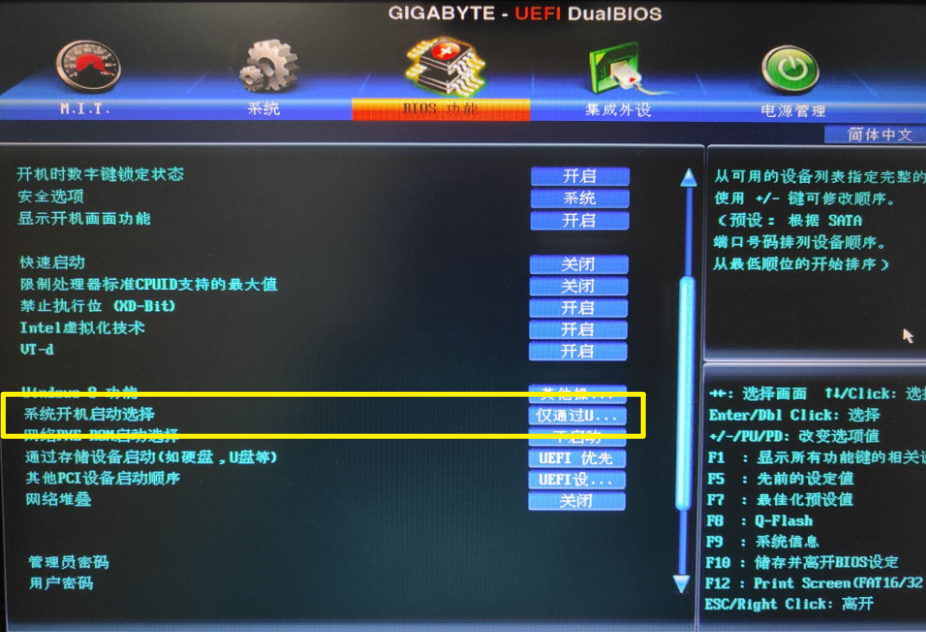 GIGABYTE - UEFI DualBIOS
M.I.T.
系统
BIOS 功能
集成外设
电源管理
简体中文
开机时数字键锁定状态 开启
安全选项 系统
显示开机画面功能 开启
快速启动 关闭
限制处理器标准CPUID支持的最大值 关闭
禁止执行位 (XD-Bit) 开启
Intel虚拟化技术 开启
VT-d 开启
Windows 8 功能 其他操...
系统开机启动选择 仅通过U...
网络PXE ROM启动选择 不启动
通过存储设备启动(如硬盘,U盘等) UEFI 优先
其他PCI设备启动顺序 UEFI设...
网络堆叠 关闭
管理员密码
用户密码
从可用的设备列表指定完整的
使用 +/- 键可修改顺序。
(预设: 根据 SATA
端口号码排列设备顺序。
从最低顺位的开始排序)
→←: 选择画面 ↑↓/Click: 选择
Enter/Dbl Click: 选择
+/-/PU/PD: 改变选项值
F1 : 显示所有功能键的相关设
F5 : 先前的设定值
F7 : 最佳化预设值
F8 : Q-Flash
F9 : 系统信息
F10 : 储存并离开BIOS设定
F12 : Print Screen(FAT16/32
ESC/Right Click: 离开